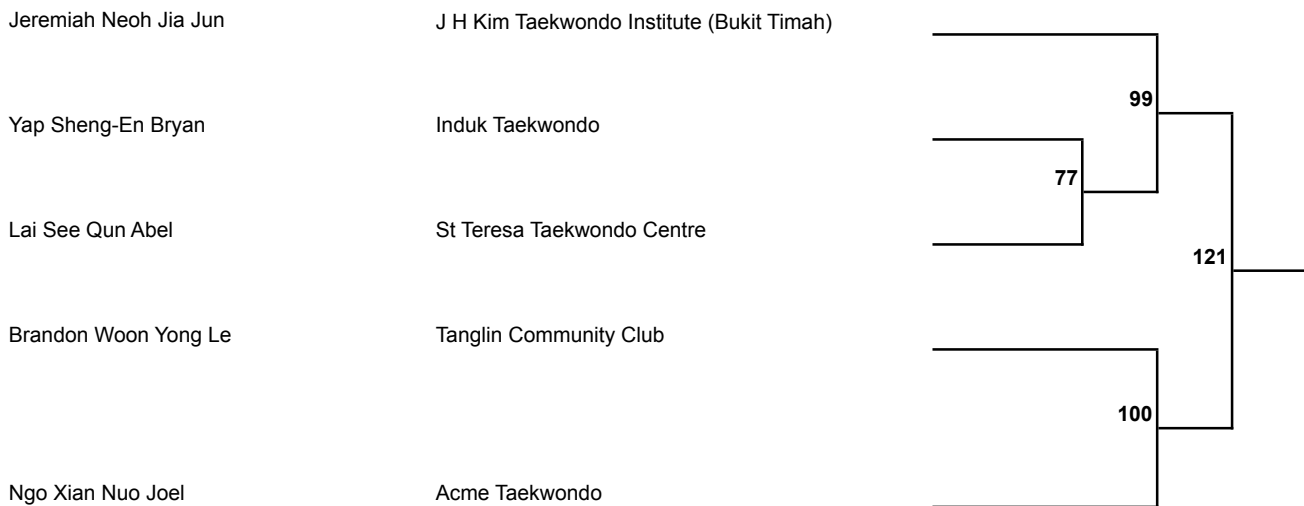 Jeremiah Neoh Jia Jun J H Kim Taekwondo Institute (Bukit Timah)
99
Yap Sheng-En Bryan Induk Taekwondo
77
Lai See Qun Abel St Teresa Taekwondo Centre
121
Brandon Woon Yong Le Tanglin Community Club
100
Ngo Xian Nuo Joel Acme Taekwondo